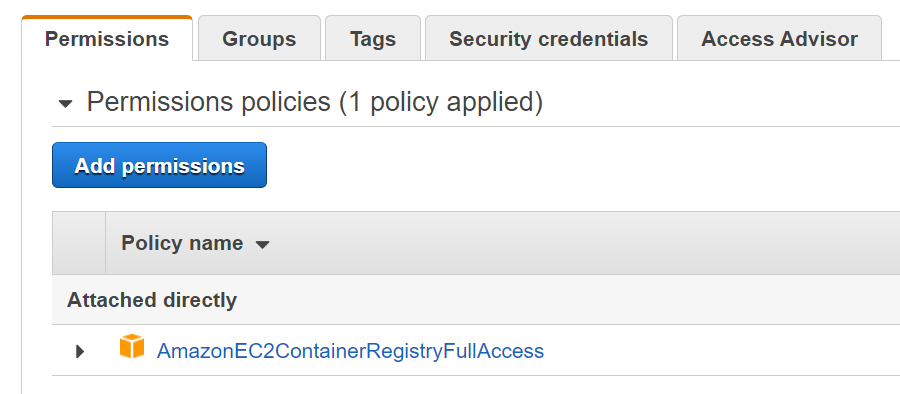 Permissions Groups Tags Security credentials Access Advisor
Permissions policies (1 policy applied)
Add permissions
Policy name
Attached directly
AmazonEC2ContainerRegistryFullAccess